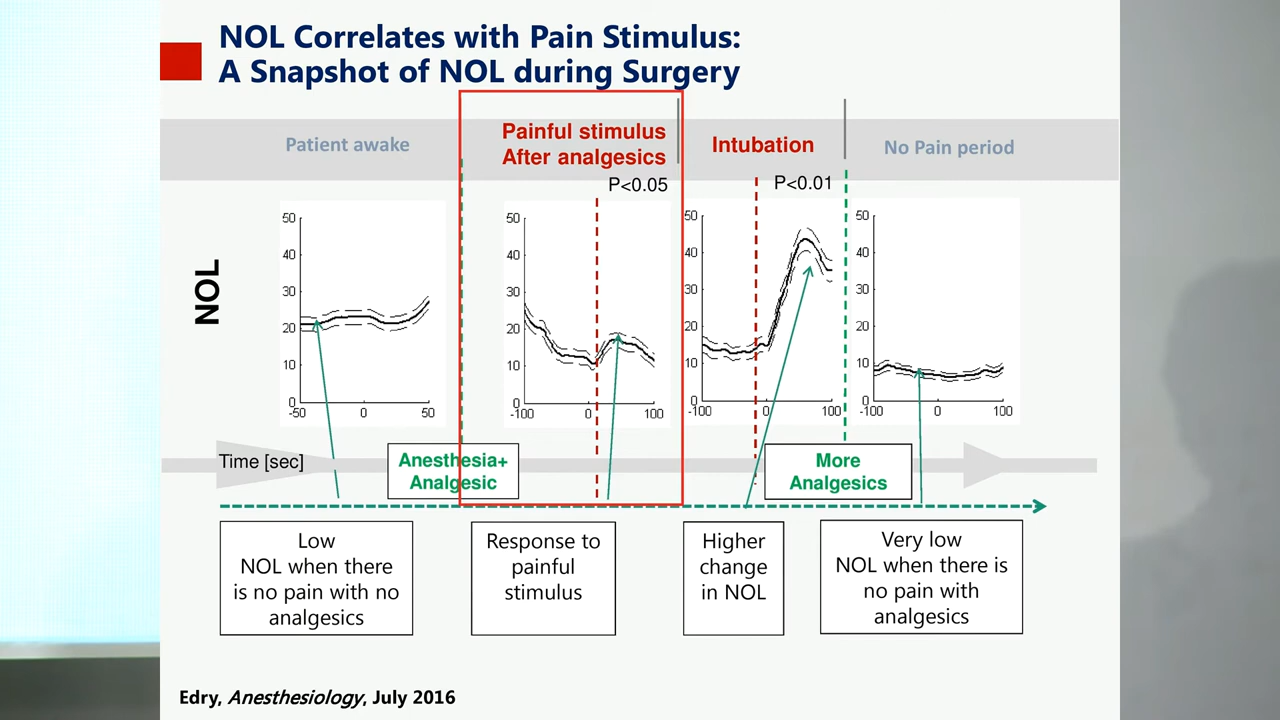 NOL Correlates with Pain Stimulus:
A Snapshot of NOL during Surgery
Patient awake
Painful stimulus
After analgesics
Intubation
No Pain period
P<0.05
P<0.01
NOL
50
40
30
20
10
0
-50
0
50
50
40
30
20
10
0
-100
0
100
50
40
30
20
10
0
-100
0
100
50
40
30
20
10
0
-100
0
100
Time [sec]
Anesthesia+
Analgesic
More
Analgesics
Low
NOL when there
is no pain with no
analgesics
Response to
painful
stimulus
Higher
change
in NOL
Very low
NOL when there is
no pain with
analgesics
Edry, Anesthesiology, July 2016